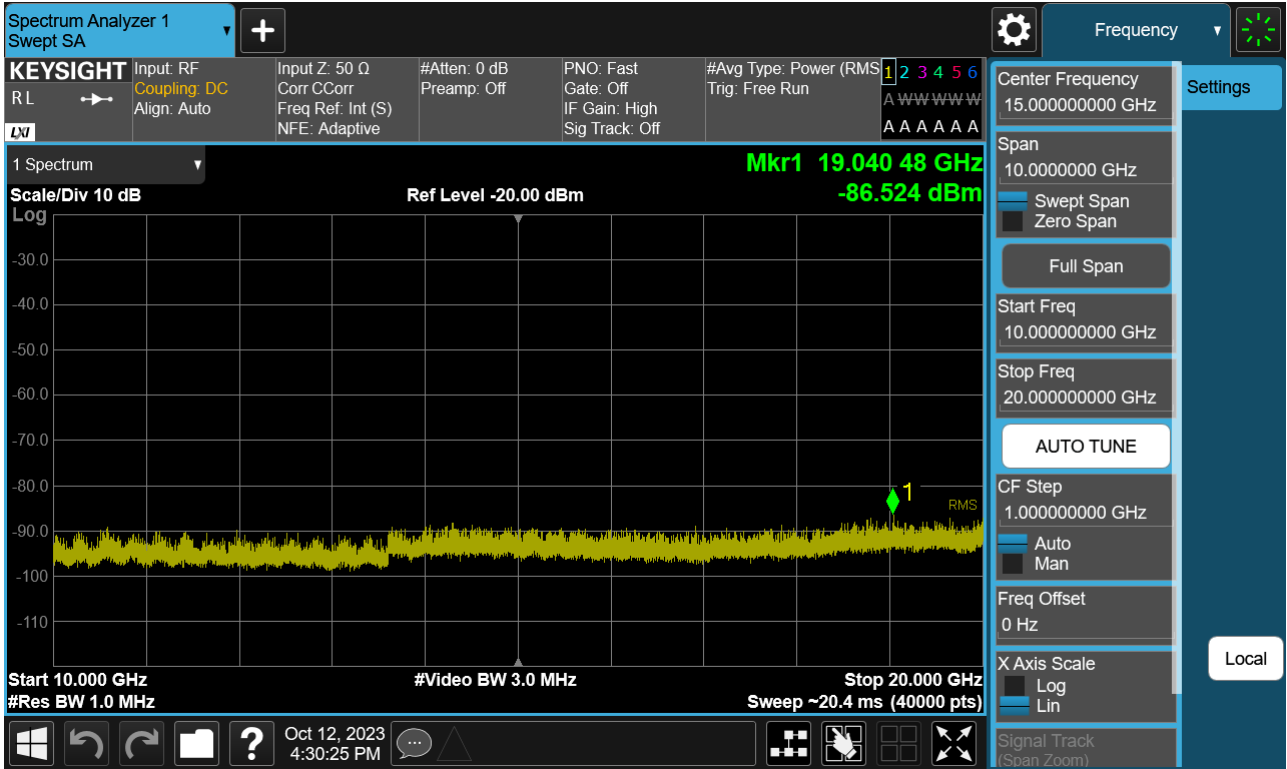 Spectrum Analyzer 1
Swept SA
+
Frequency
KEYSIGHT
R L
LXI
Input: RF
Coupling: DC
Align: Auto
Input Z: 50 Ω
Corr CCorr
Freq Ref: Int (S)
NFE: Adaptive
#Atten: 0 dB
Preamp: Off
PNO: Fast
Gate: Off
IF Gain: High
Sig Track: Off
#Avg Type: Power (RMS
Trig: Free Run
1 2 3 4 5 6
A W W W W W
A A A A A A
1 Spectrum
Mkr1 19.040 48 GHz
-86.524 dBm
Scale/Div 10 dB
Ref Level -20.00 dBm
Log
-30.0
-40.0
-50.0
-60.0
-70.0
-80.0
-90.0
-100
-110
1
RMS
Start 10.000 GHz
#Video BW 3.0 MHz
Stop 20.000 GHz
#Res BW 1.0 MHz
Sweep ~20.4 ms (40000 pts)
?
Oct 12, 2023
4:30:25 PM
Center Frequency
15.000000000 GHz
Span
10.0000000 GHz
Swept Span
Zero Span
Full Span
Start Freq
10.000000000 GHz
Stop Freq
20.000000000 GHz
AUTO TUNE
CF Step
1.000000000 GHz
Auto
Man
Freq Offset
0 Hz
X Axis Scale
Log
Lin
Signal Track
(Span Zoom)
Settings
Local